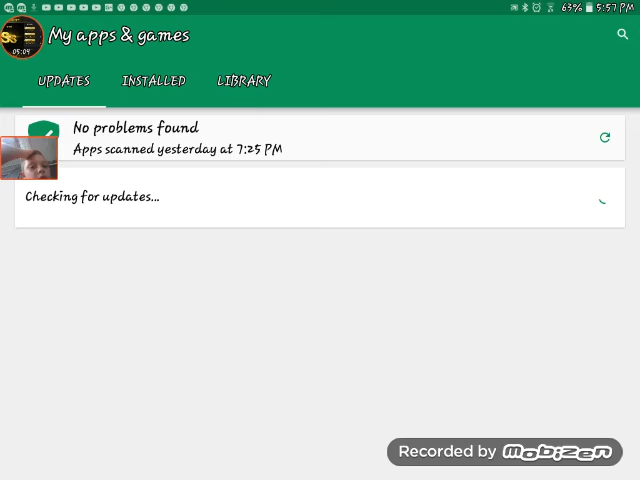 63% 5:57 PM
My apps & games
05:09
UPDATES INSTALLED LIBRARY
No problems found
Apps scanned yesterday at 7:25 PM
Checking for updates...
Recorded by MOBIZEN